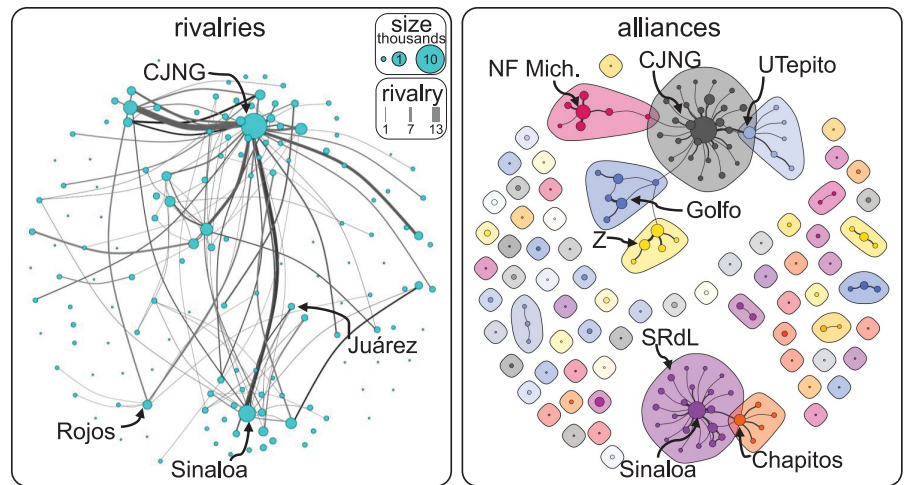 rivalries
size
thousands
1
10
rivalry
1 7 13
CJNG
Juárez
Rojos
Sinaloa
alliances
NF Mich.
CJNG
UTepito
Golfo
Z
SRdL
Sinaloa
Chapitos